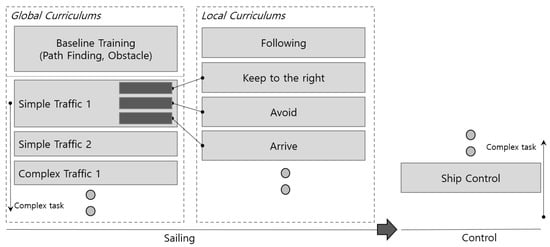 Global Curriculums
Baseline Training
(Path Finding, Obstacle)
Simple Traffic 1
Simple Traffic 2
Complex Traffic 1
Complex task
Local Curriculums
Following
Keep to the right
Avoid
Arrive
Complex task
Ship Control
Sailing
Control